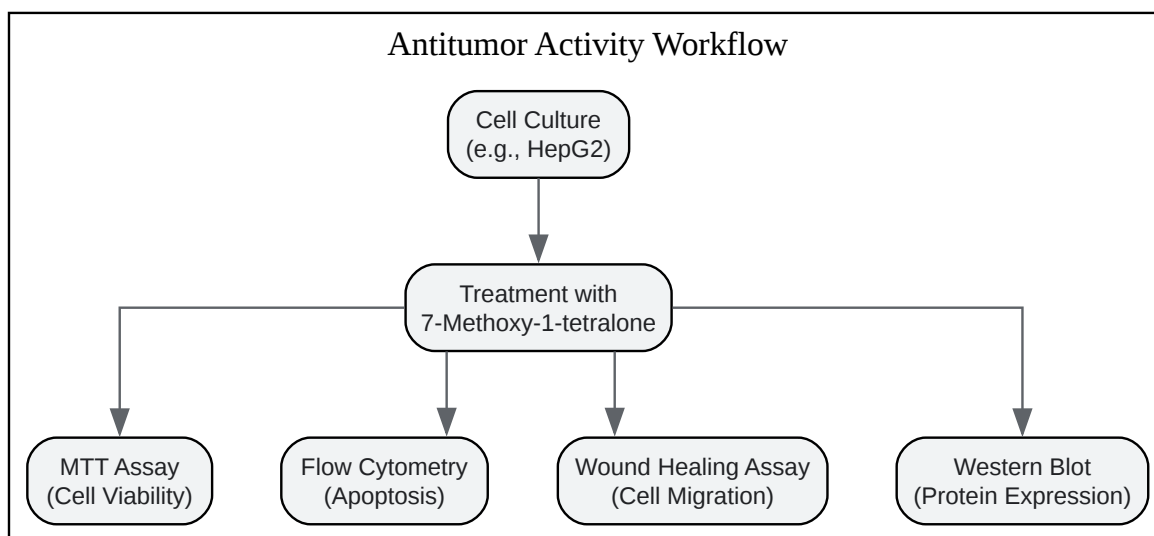 Antitumor Activity Workflow
Cell Culture
(e.g., HepG2)
Treatment with
7-Methoxy-1-tetralone
MTT Assay
(Cell Viability)
Flow Cytometry
(Apoptosis)
Wound Healing Assay
(Cell Migration)
Western Blot
(Protein Expression)